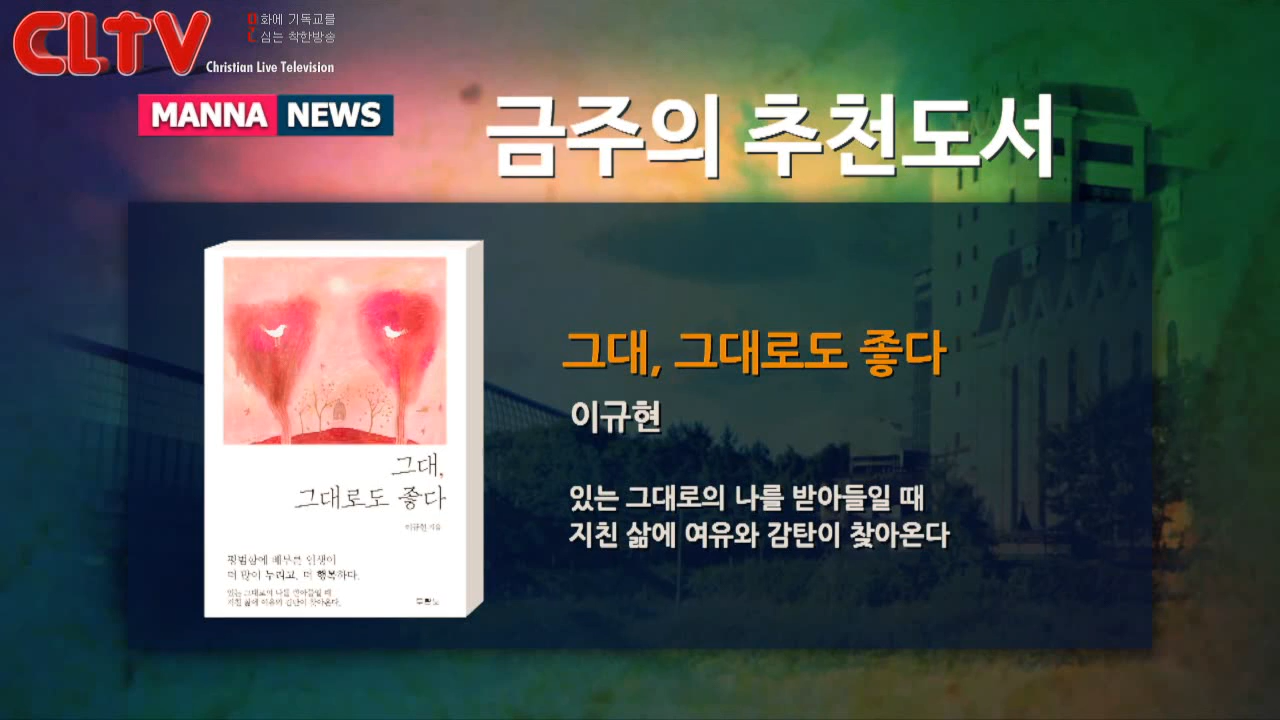 CLTV
문화에 기독교를
심는 착한방송
Christian Live Television
MANNA NEWS
금주의 추천도서
그대, 그대로도 좋다
이규현
있는 그대로의 나를 받아들일 때
지친 삶에 여유와 감탄이 찾아온다
그대,
그대로도 좋다
이규현 지음
평범함에 배부른 인생이
더 많이 누리고, 더 행복하다.
있는 그대로의 나를 받아들일 때
지친 삶에 여유와 감탄이 찾아온다.
두란노